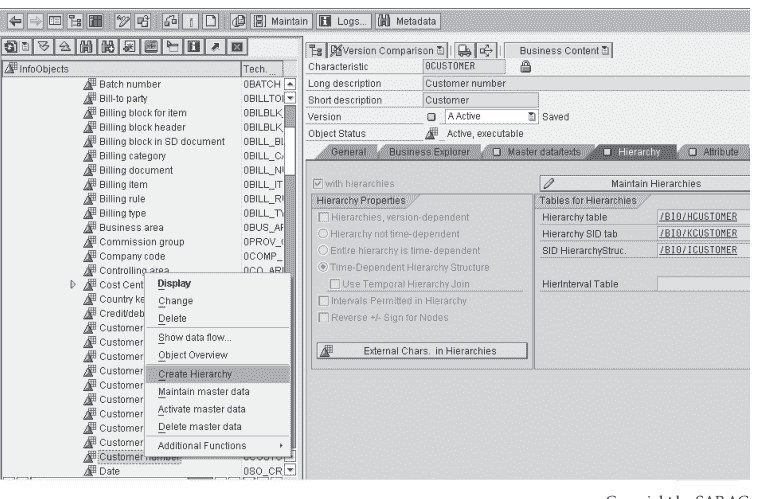 Maintain Logs... Metadata
InfoObjects Tech.
Batch number 0BATCH
Bill-to party 0BILLTO
Billing block for item 0BILBLK
Billing block header 0BILBLK
Billing block in SD document 0BILL_BL
Billing category 0BILL_C
Billing document 0BILL_N
Billing item 0BILL_IT
Billing rule 0BILL_R
Billing type 0BILL_T
Business area 0BUS_A
Commission group 0PROV_
Company code 0COMP_
Controlling area 0CO_AR
Cost Cent
Country ke
Credit/deb
Customer
Customer
Customer
Customer
Customer
Customer
Customer
Customer
Customer
Customer number
Date 0SO_CR
Display
Change
Delete
Show data flow...
Object Overview
Create Hierarchy
Maintain master data
Activate master data
Delete master data
Additional Functions
Version Comparison Business Content
Characteristic 0CUSTOMER
Long description Customer number
Short description Customer
Version A Active Saved
Object Status Active, executable
General Business Explorer Master data/texts Hierarchy Attribute
with hierarchies
Maintain Hierarchies
Hierarchy Properties
Hierarchies, version-dependent
Hierarchy not time-dependent
Entire hierarchy is time-dependent
Time-Dependent Hierarchy Structure
Use Temporal Hierarchy Join
Intervals Permitted in Hierarchy
Reverse +/- Sign for Nodes
External Chars. in Hierarchies
Tables for Hierarchies
Hierarchy table /BI0/HCUSTOMER
Hierarchy SID tab /BI0/KCUSTOMER
SID HierarchyStruc. /BI0/ICUSTOMER
HierInterval Table